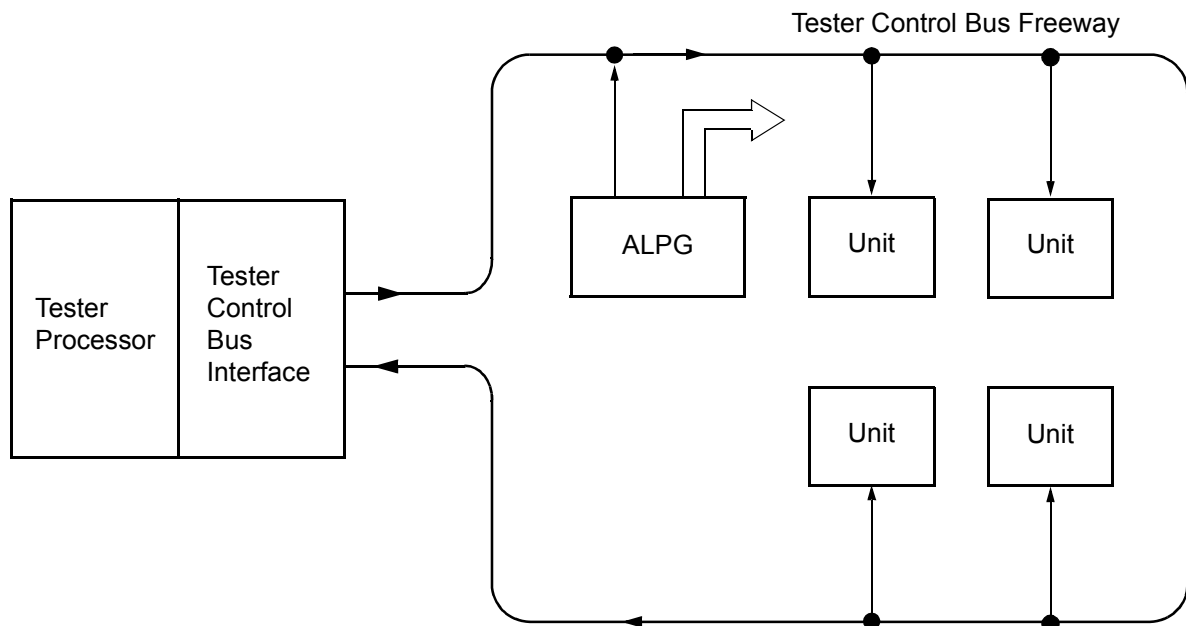 Tester Control Bus Freeway
ALPG
Unit
Unit
Tester
Processor
Tester
Control
Bus
Interface
Unit
Unit